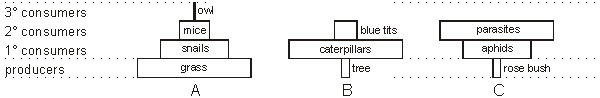 3° consumers owl
2° consumers mice blue tits parasites
1° consumers snails caterpillars aphids
producers grass tree rose bush
A B C